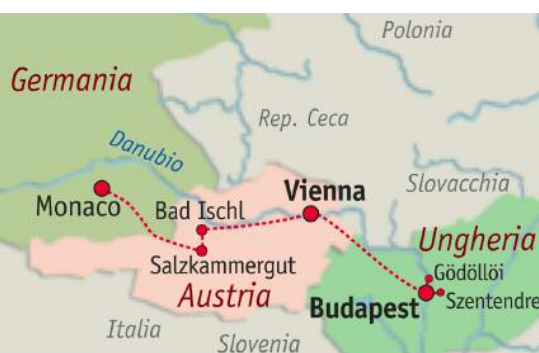 Polonia
Germania
Rep. Ceca
Danubio
Slovacchia
Vienna
Monaco
Bad Ischl
Ungheria
Salzkammergut
Gödöllöi
Austria
Budapest
Szentendre
Italia
Slovenia